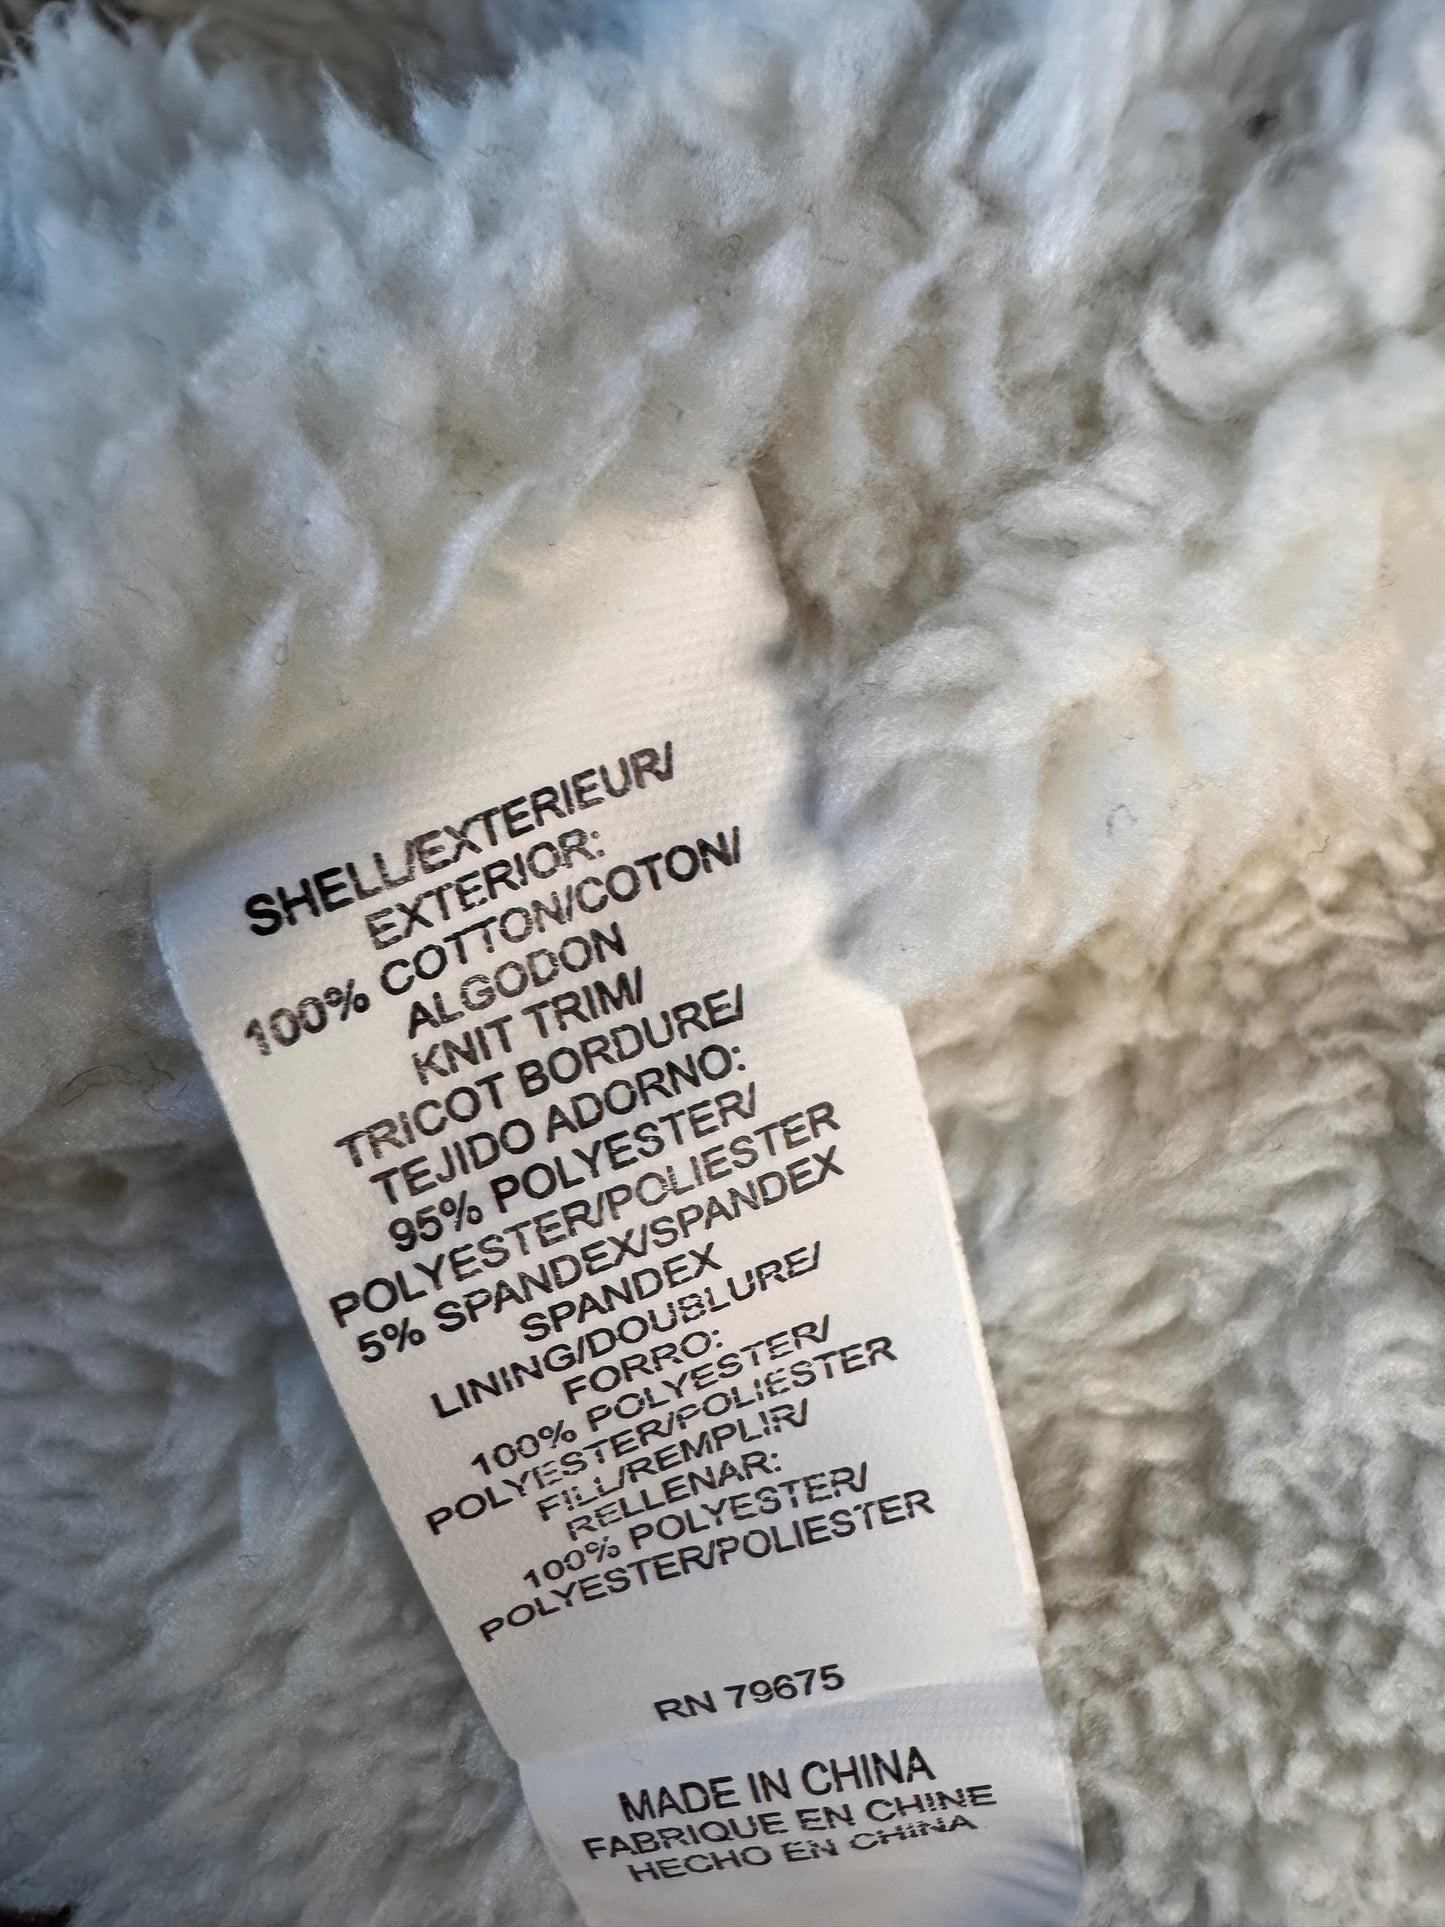 SHELL/EXTERIEUR/
EXTERIOR:
100% COTTON/COTON/
ALGODON
KNIT TRIM/
TRICOT BORDURE/
TEJIDO ADORNO:
95% POLYESTER/
POLYESTER/POLIESTER
5% SPANDEX/SPANDEX
SPANDEX
LINING/DOUBLURE/
FORRO:
100% POLYESTER/
POLYESTER/POLIESTER
FILL/REMPLIR/
RELLENAR:
100% POLYESTER/
POLYESTER/POLIESTER
RN 79675
MADE IN CHINA
FABRIQUE EN CHINE
HECHO EN CHINA